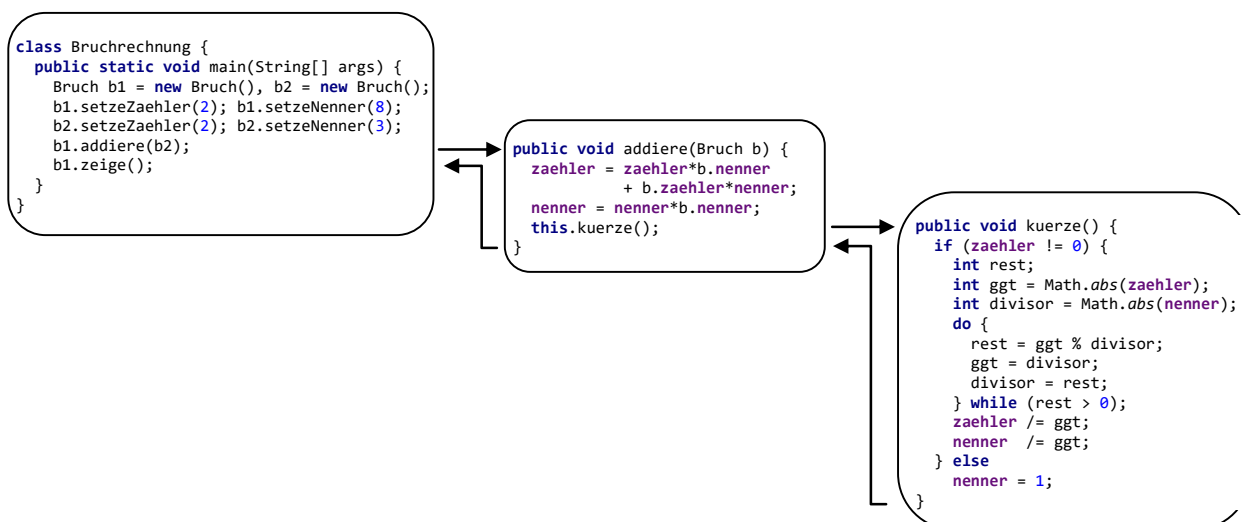 class Bruchrechnung {
  public static void main(String[] args) {
    Bruch b1 = new Bruch(), b2 = new Bruch();
    b1.setzeZaehler(2); b1.setzeNenner(8);
    b2.setzeZaehler(2); b2.setzeNenner(3);
    b1.addiere(b2);
    b1.zeige();
  }
}
public void addiere(Bruch b) {
  zaehler = zaehler*b.nenner
            + b.zaehler*nenner;
  nenner = nenner*b.nenner;
  this.kuerze();
}
public void kuerze() {
  if (zaehler != 0) {
    int rest;
    int ggt = Math.abs(zaehler);
    int divisor = Math.abs(nenner);
    do {
      rest = ggt % divisor;
      ggt = divisor;
      divisor = rest;
    } while (rest > 0);
    zaehler /= ggt;
    nenner  /= ggt;
  } else
    nenner = 1;
}